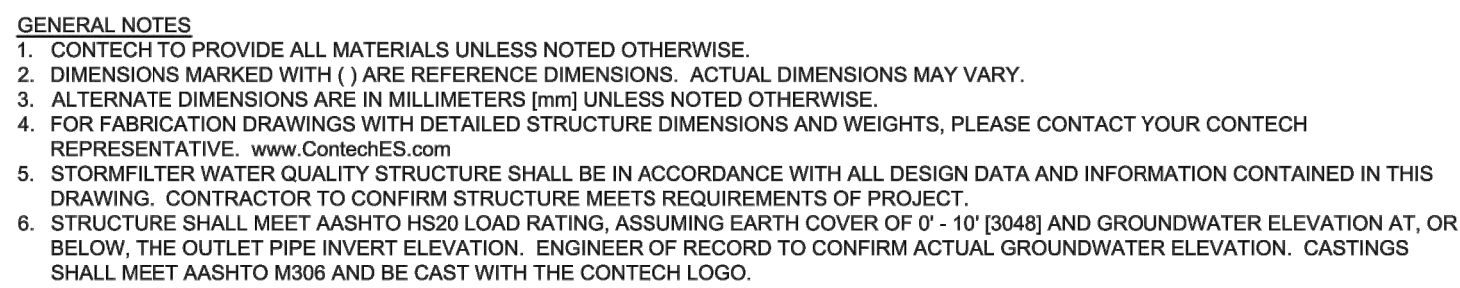 GENERAL NOTES
1. CONTECH TO PROVIDE ALL MATERIALS UNLESS NOTED OTHERWISE.
2. DIMENSIONS MARKED WITH ( ) ARE REFERENCE DIMENSIONS. ACTUAL DIMENSIONS MAY VARY.
3. ALTERNATE DIMENSIONS ARE IN MILLIMETERS [mm] UNLESS NOTED OTHERWISE.
4. FOR FABRICATION DRAWINGS WITH DETAILED STRUCTURE DIMENSIONS AND WEIGHTS, PLEASE CONTACT YOUR CONTECH
REPRESENTATIVE. www.ContechES.com
5. STORMFILTER WATER QUALITY STRUCTURE SHALL BE IN ACCORDANCE WITH ALL DESIGN DATA AND INFORMATION CONTAINED IN THIS
DRAWING. CONTRACTOR TO CONFIRM STRUCTURE MEETS REQUIREMENTS OF PROJECT.
6. STRUCTURE SHALL MEET AASHTO HS20 LOAD RATING, ASSUMING EARTH COVER OF 0' - 10' [3048] AND GROUNDWATER ELEVATION AT, OR
BELOW, THE OUTLET PIPE INVERT ELEVATION. ENGINEER OF RECORD TO CONFIRM ACTUAL GROUNDWATER ELEVATION. CASTINGS
SHALL MEET AASHTO M306 AND BE CAST WITH THE CONTECH LOGO.